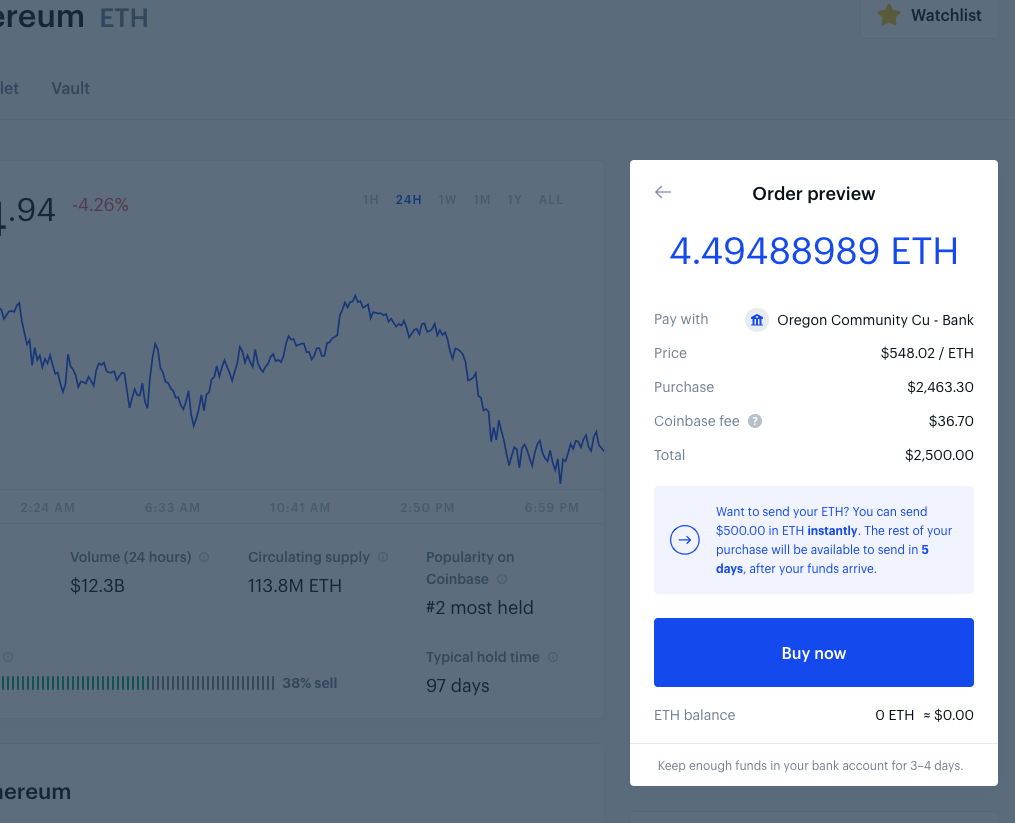 ereum ETH
Watchlist
let Vault
.94 -4.26%
1H 24H 1W 1M 1Y ALL
2:24 AM 6:33 AM 10:41 AM 2:50 PM 6:59 PM
Volume (24 hours)
$12.3B
Circulating supply
113.8M ETH
Popularity on
Coinbase
#2 most held
38% sell
Typical hold time
97 days
nereum
Order preview
4.49488989 ETH
Pay with Oregon Community Cu - Bank
Price $548.02 / ETH
Purchase $2,463.30
Coinbase fee ? $36.70
Total $2,500.00
Want to send your ETH? You can send
$500.00 in ETH instantly. The rest of your
purchase will be available to send in 5
days, after your funds arrive.
Buy now
ETH balance 0 ETH ≈ $0.00
Keep enough funds in your bank account for 3–4 days.